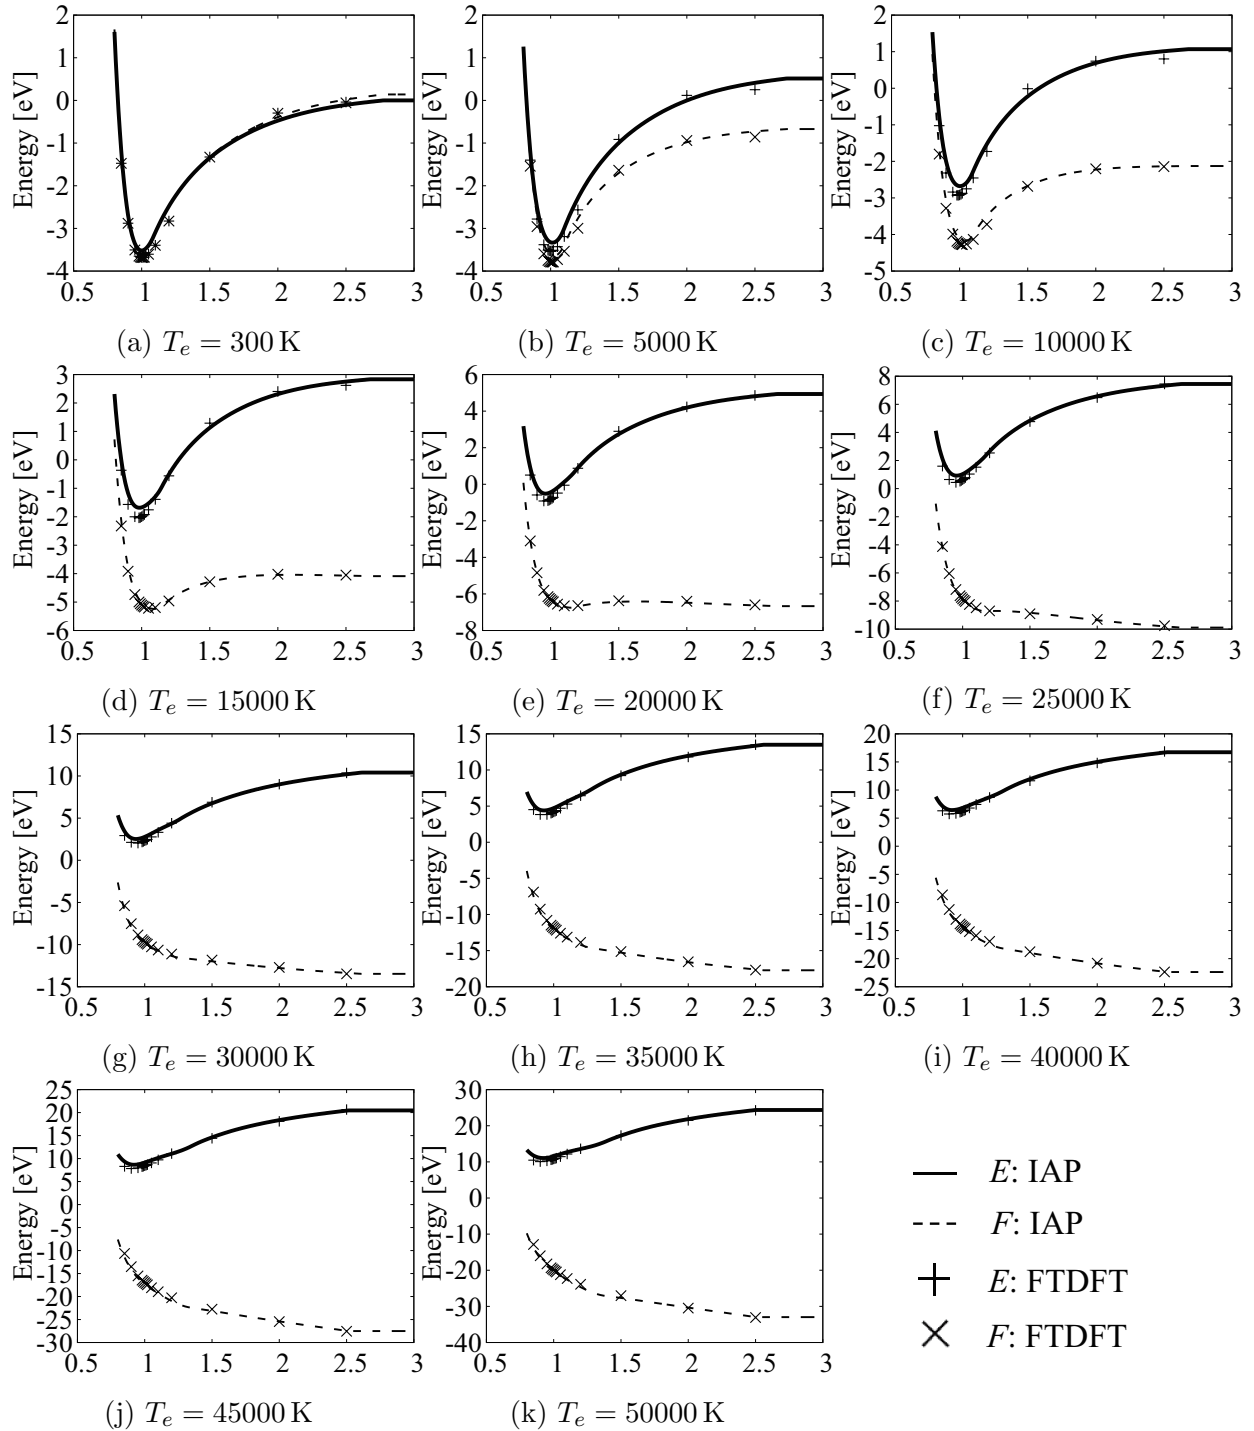 2
1
0
-1
-2
-3
-4
Energy [eV]
0.5 1 1.5 2 2.5 3
(a) T_e = 300 K
2
1
0
-1
-2
-3
-4
Energy [eV]
0.5 1 1.5 2 2.5 3
(b) T_e = 5000 K
2
1
0
-1
-2
-3
-4
-5
Energy [eV]
0.5 1 1.5 2 2.5 3
(c) T_e = 10000 K
3
2
1
0
-1
-2
-3
-4
-5
-6
Energy [eV]
0.5 1 1.5 2 2.5 3
(d) T_e = 15000 K
6
4
2
0
-2
-4
-6
-8
Energy [eV]
0.5 1 1.5 2 2.5 3
(e) T_e = 20000 K
8
6
4
2
0
-2
-4
-6
-8
-10
Energy [eV]
0.5 1 1.5 2 2.5 3
(f) T_e = 25000 K
15
10
5
0
-5
-10
-15
Energy [eV]
0.5 1 1.5 2 2.5 3
(g) T_e = 30000 K
15
10
5
0
-5
-10
-15
-20
Energy [eV]
0.5 1 1.5 2 2.5 3
(h) T_e = 35000 K
20
15
10
5
0
-5
-10
-15
-20
-25
Energy [eV]
0.5 1 1.5 2 2.5 3
(i) T_e = 40000 K
25
20
15
10
5
0
-5
-10
-15
-20
-25
-30
Energy [eV]
0.5 1 1.5 2 2.5 3
(j) T_e = 45000 K
30
20
10
0
-10
-20
-30
-40
Energy [eV]
0.5 1 1.5 2 2.5 3
(k) T_e = 50000 K
E: IAP
F: IAP
E: FTDFT
F: FTDFT